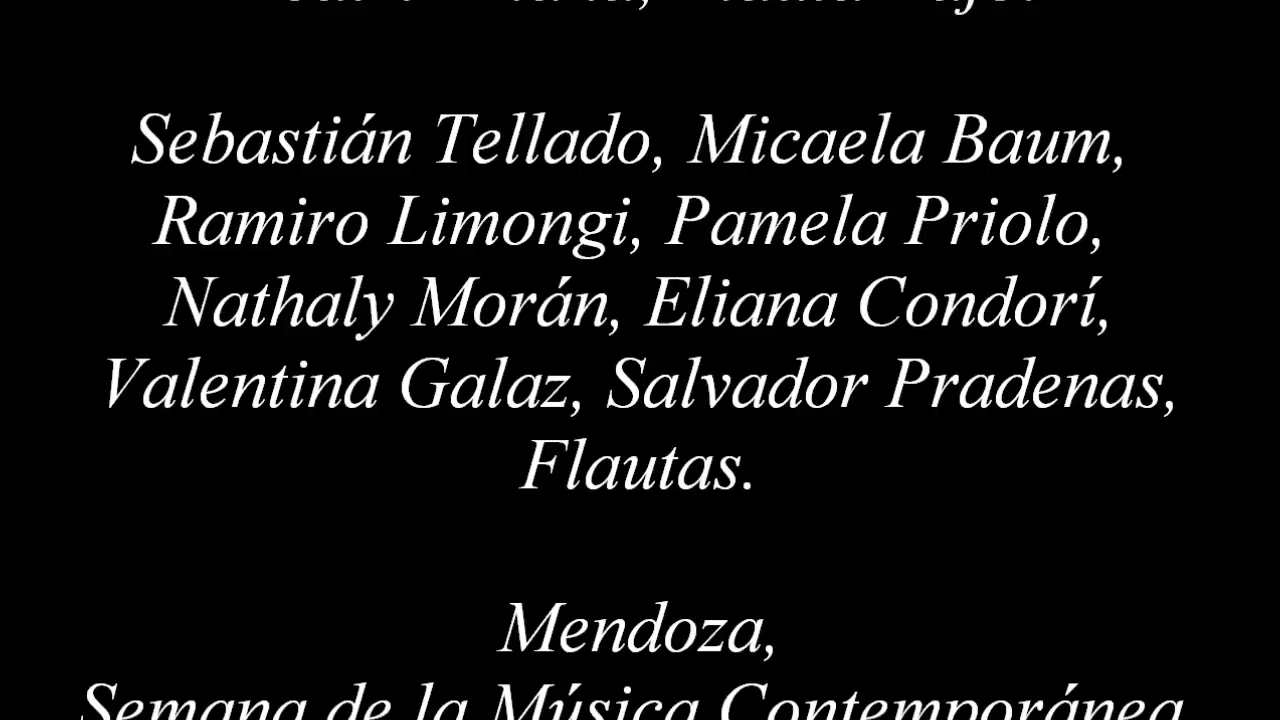 Sebastián Tellado, Micaela Baum,
Ramiro Limongi, Pamela Priolo,
Nathaly Morán, Eliana Condorí,
Valentina Galaz, Salvador Pradenas,
Flautas.
Mendoza,
Semana de la Música Contemporánea